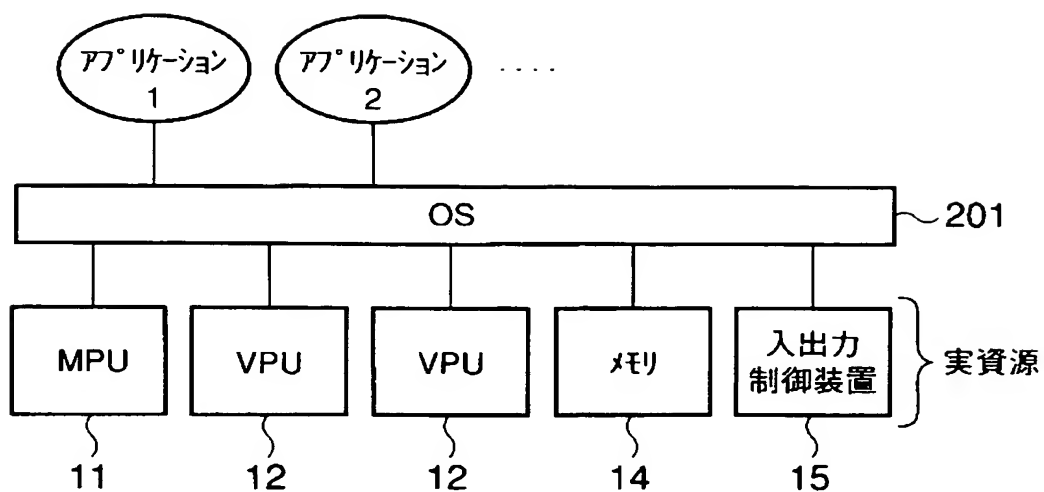 アプリケーション
1
アプリケーション
2
....
OS
201
MPU
VPU
VPU
メモリ
入出力
制御装置
実資源
11
12
12
14
15